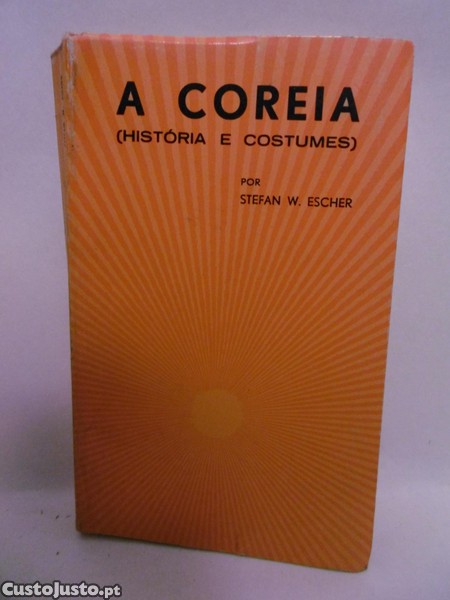 A COREIA
(HISTÓRIA E COSTUMES)
POR
STEFAN W. ESCHER
CustoJusto.pt